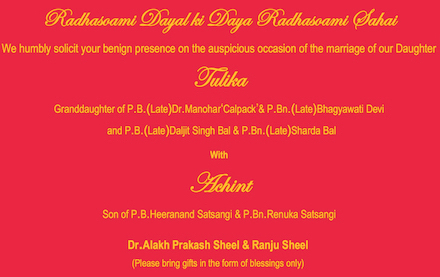 Radhasoami Dayal ki Daya Radhasoami Sahai
We humbly solicit your benign presence on the auspicious occasion of the marriage of our Daughter
Tulika
Granddaughter of P.B.(Late)Dr.Manohar'Calpack'& P.Bn.(Late)Bhagyawati Devi
and P.B.(Late)Daljit Singh Bal & P.Bn.(Late)Sharda Bal
With
Achint
Son of P.B.Heeranand Satsangi & P.Bn.Renuka Satsangi
Dr.Alakh Prakash Sheel & Ranju Sheel
(Please bring gifts in the form of blessings only)